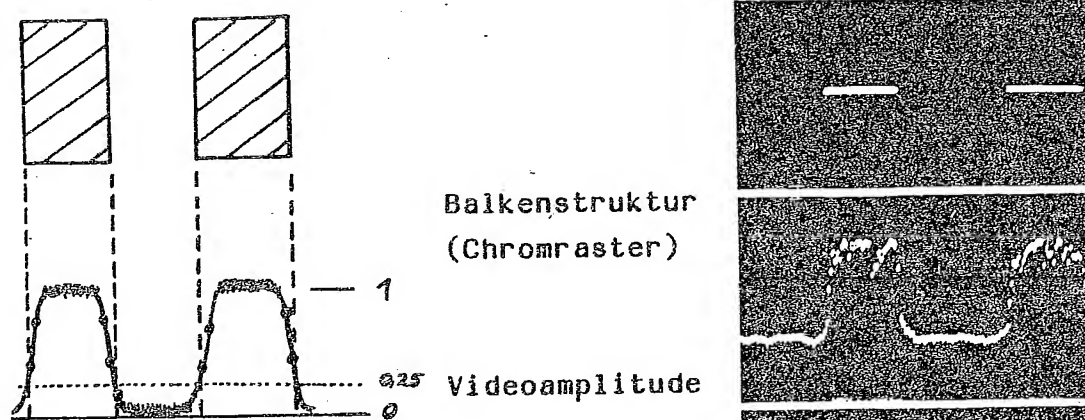 Balkenstruktur
(Chromraster)
1
0,25 Videoamplitude
0